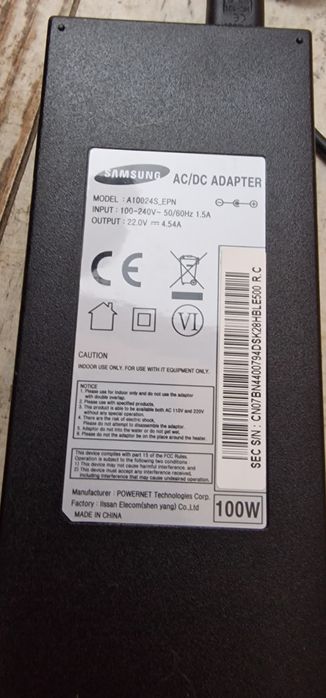 SAMSUNG AC/DC ADAPTER
MODEL : A10024S_EPN
INPUT : 100-240V~ 50/60Hz 1.5A
OUTPUT : 22.0V 4.54A
CE
VI
CAUTION
INDOOR USE ONLY. FOR USE WITH IT EQUIPMENT ONLY.
NOTICE
1. Please use for indoor only and do not use the adaptor
with double overlap.
2. Please use with specified products.
3. This product is able to be available both AC 110V and 220V
without any special operation.
4. There are the risk of electric shock.
Please do not attempt to disassemble the adaptor.
5. Adaptor do not into the water or do not get wet.
6. Please do not the adaptor be on the place around the heater.
This device complies with part 15 of the FCC Rules.
Operation is subject to the following two conditions :
1) This device may not cause harmful interference, and
2) This device must accept any interference received,
including interference that may cause undesired operation.
Manufacturer : POWERNET Technologies Corp.
Factory : Ilssan Elecom(shen yang) Co.,Ltd
MADE IN CHINA
100W
SEC S/N : CN07BN4400794DSK28HBLE500 R.C